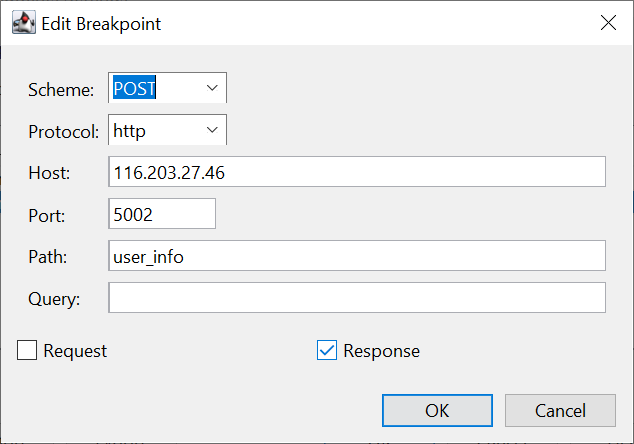 Edit Breakpoint
Scheme: POST
Protocol: http
Host: 116.203.27.46
Port: 5002
Path: user_info
Query:
Request Response
OK Cancel